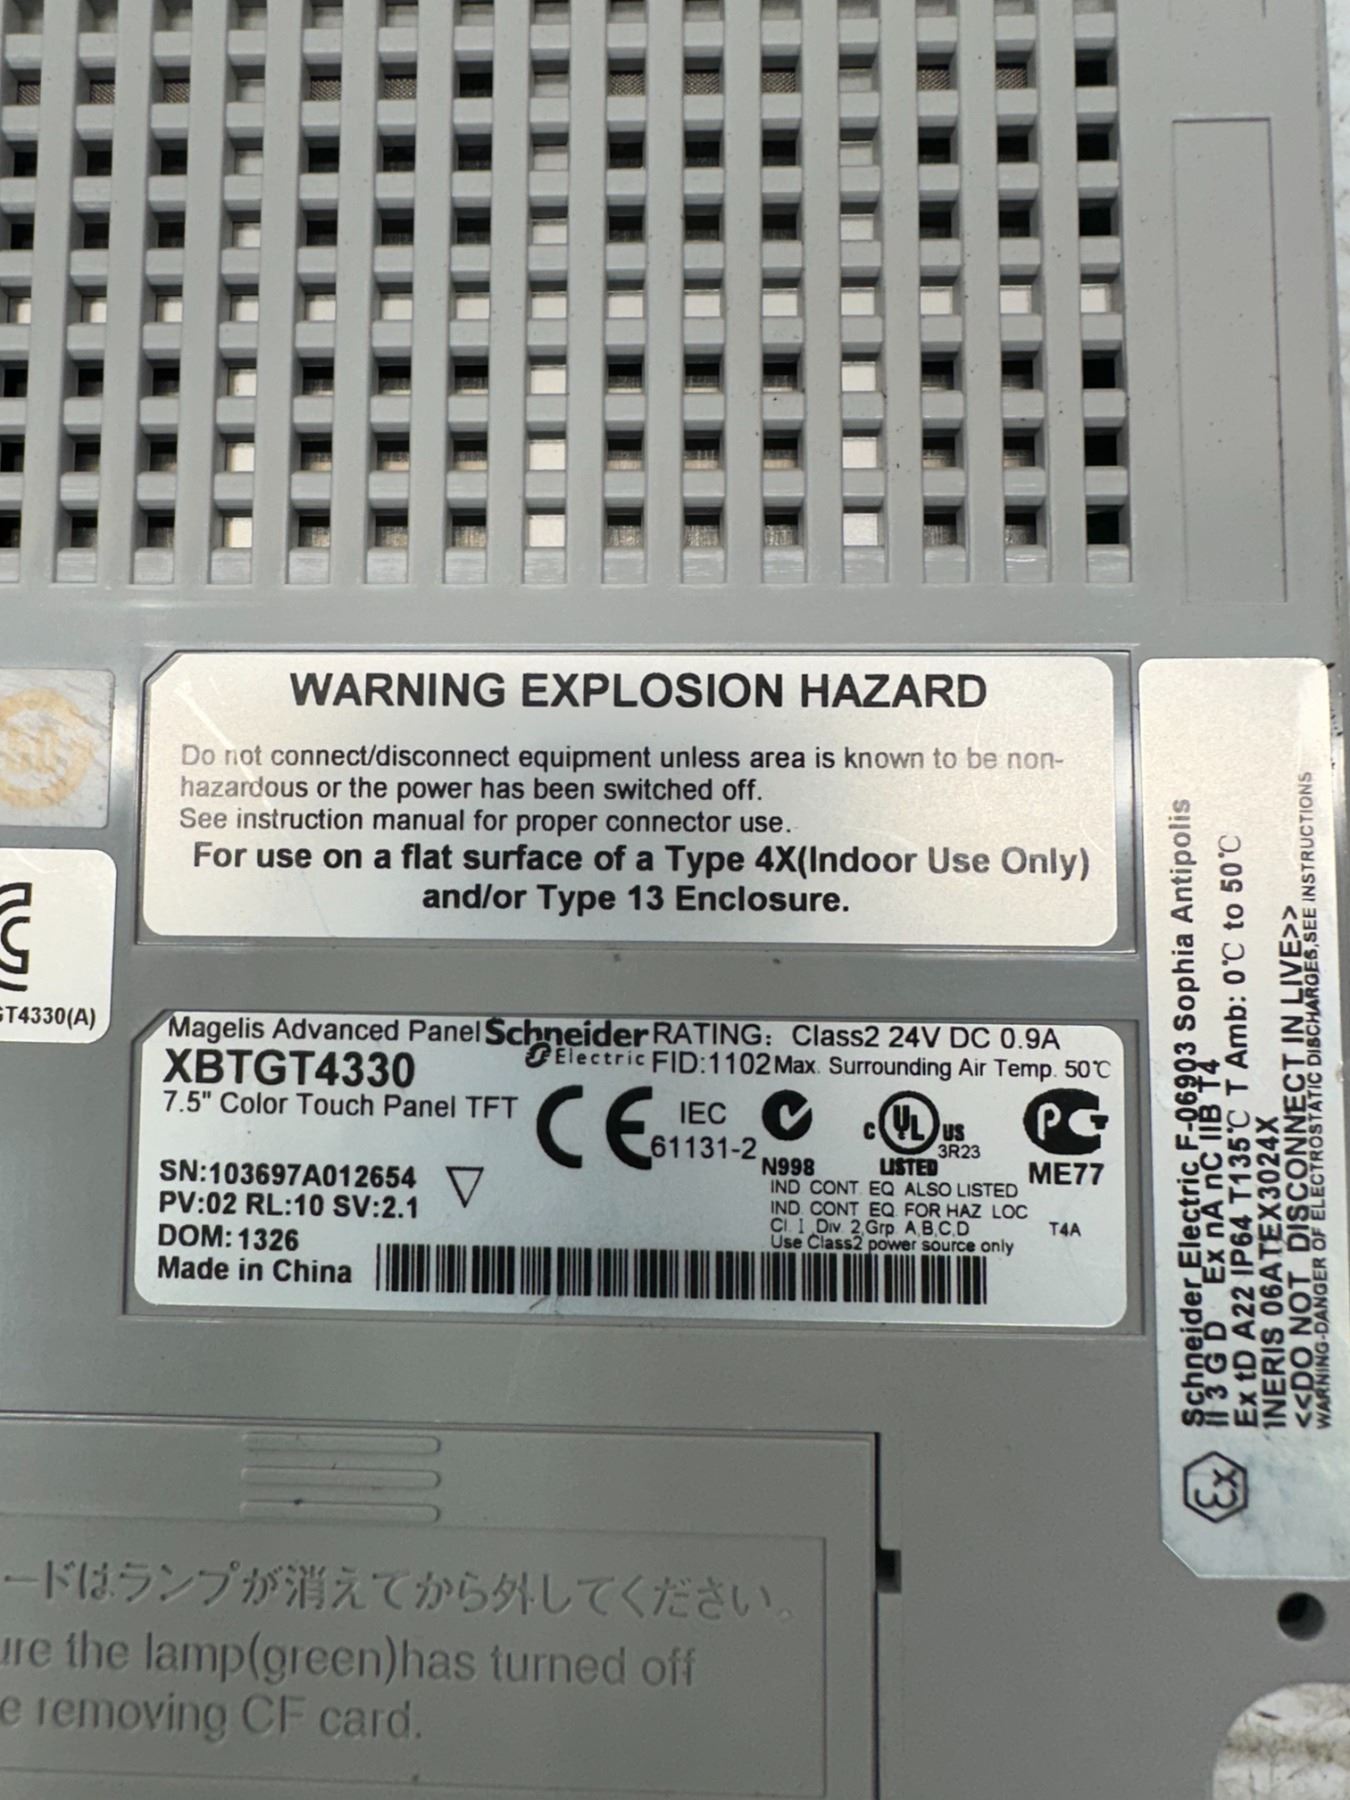 WARNING EXPLOSION HAZARD
Do not connect/disconnect equipment unless area is known to be non-
hazardous or the power has been switched off.
See instruction manual for proper connector use.
For use on a flat surface of a Type 4X(Indoor Use Only)
and/or Type 13 Enclosure.
GT4330(A)
Magelis Advanced Panel Schneider RATING: Class2 24V DC 0.9A
XBTGT4330 Electric FID:1102 Max. Surrounding Air Temp. 50℃
7.5" Color Touch Panel TFT
CE IEC
61131-2
N998
C UL US
LISTED 3R23
PC
ME77
SN:103697A012654
PV:02 RL:10 SV:2.1
DOM:1326
Made in China
IND. CONT. EQ. ALSO LISTED
IND. CONT. EQ. FOR HAZ. LOC.
Cl. I, Div. 2, Grp. A,B,C,D T4A
Use Class2 power source only
Schneider Electric F-06903 Sophia Antipolis
II 3 G D Ex nA nC IIB T4
Ex tD A22 IP64 T135℃ T Amb: 0℃ to 50℃
INERIS 06ATEX3024X
<<DO NOT DISCONNECT IN LIVE>>
WARNING-DANGER OF ELECTROSTATIC DISCHARGES,SEE INSTRUCTIONS
Ex
ードはランプが消えてから外してください。
ure the lamp(green)has turned off
e removing CF card.